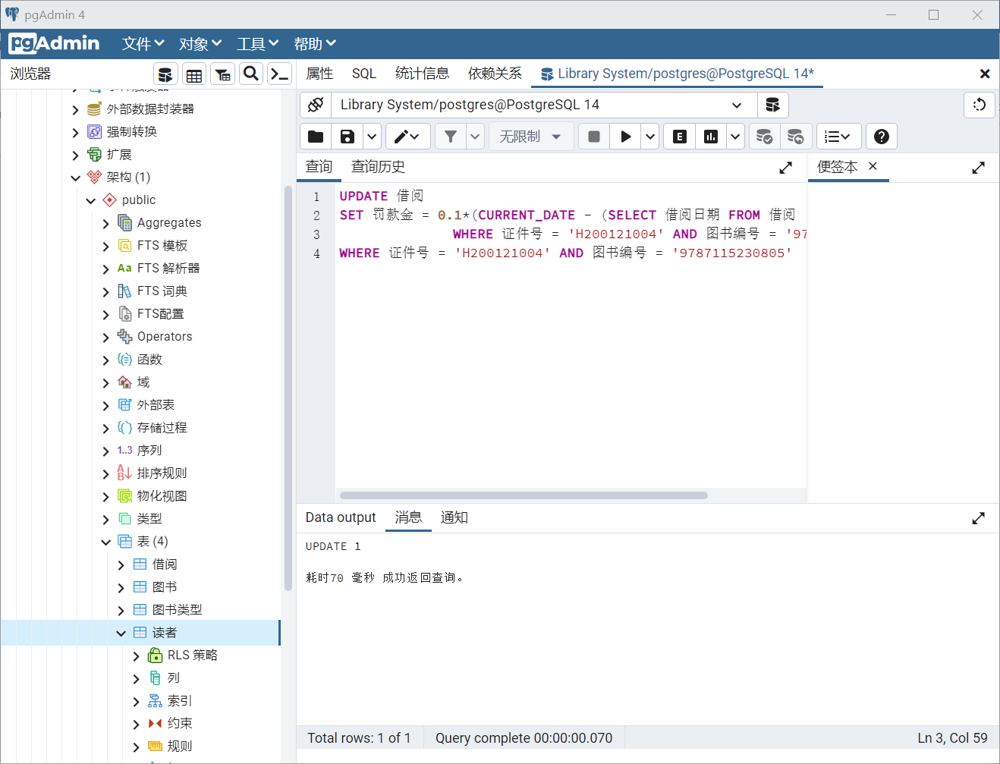 pgAdmin 4
pgAdmin 文件 对象 工具 帮助
浏览器
属性 SQL 统计信息 依赖关系 Library System/postgres@PostgreSQL 14*
外部数据封装器
强制转换
扩展
架构 (1)
public
Aggregates
FTS 模板
Aa FTS 解析器
FTS 词典
FTS配置
Operators
函数
域
外部表
存储过程
1..3 序列
排序规则
物化视图
类型
表 (4)
借阅
图书
图书类型
读者
RLS 策略
列
索引
约束
规则
Library System/postgres@PostgreSQL 14
无限制
E
查询 查询历史
便签本
1 UPDATE 借阅
2 SET 罚款金 = 0.1*(CURRENT_DATE - (SELECT 借阅日期 FROM 借阅
3 WHERE 证件号 = 'H200121004' AND 图书编号 = '97
4 WHERE 证件号 = 'H200121004' AND 图书编号 = '9787115230805'
Data output 消息 通知
UPDATE 1
耗时70 毫秒 成功返回查询。
Total rows: 1 of 1 Query complete 00:00:00.070 Ln 3, Col 59